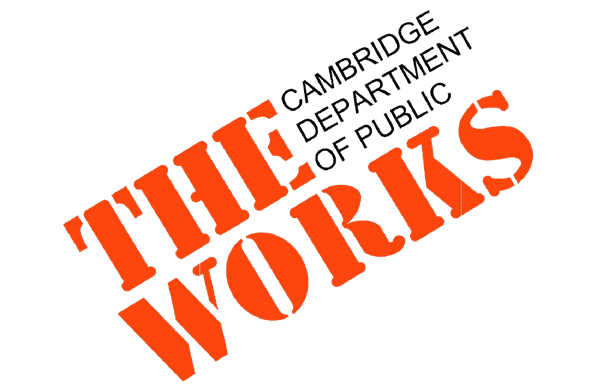 THE
CAMBRIDGE
DEPARTMENT
OF PUBLIC
WORKS